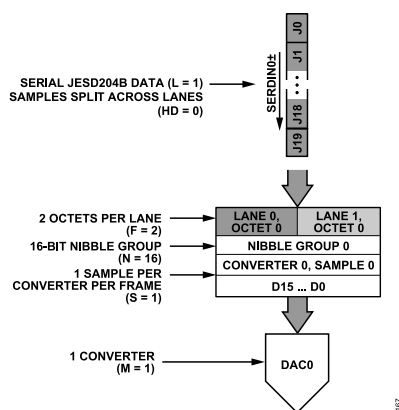 J0
J1
SERDIN0±
J18
J19
SERIAL JESD204B DATA (L = 1)
SAMPLES SPLIT ACROSS LANES
(HD = 0)
2 OCTETS PER LANE
(F = 2)
LANE 0,
OCTET 0
LANE 1,
OCTET 0
16-BIT NIBBLE GROUP
(N = 16)
NIBBLE GROUP 0
1 SAMPLE PER
CONVERTER PER FRAME
(S = 1)
CONVERTER 0, SAMPLE 0
D15 ... D0
1 CONVERTER
(M = 1)
DAC0